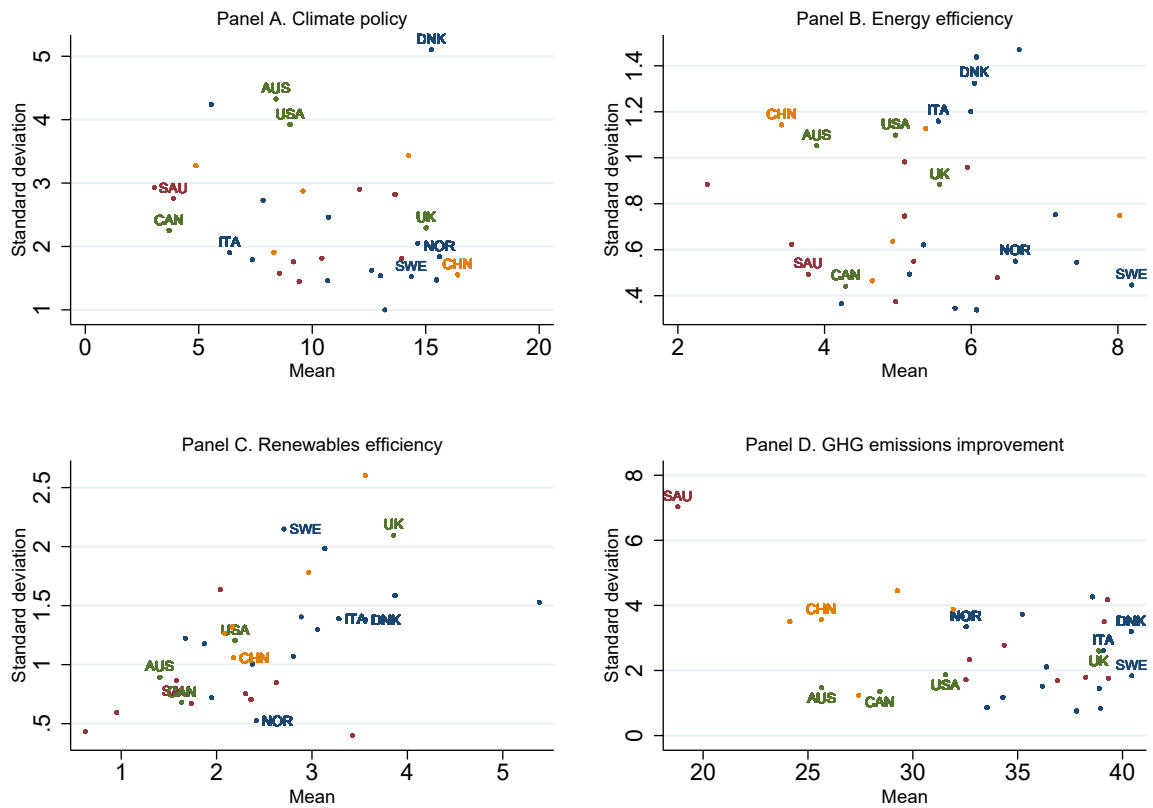 Panel A. Climate policy
Standard deviation
5
4
3
2
1
DNK
AUS
USA
SAU
CAN
UK
ITA
NOR
SWE
CHN
0 5 10 15 20
Mean
Panel B. Energy efficiency
Standard deviation
1.4
1.2
1
.8
.6
.4
DNK
CHN
ITA
AUS
USA
UK
SAU
NOR
CAN
SWE
2 4 6 8
Mean
Panel C. Renewables efficiency
Standard deviation
2.5
2
1.5
1
.5
SWE
UK
ITA DNK
USA
CHN
AUS
SAU
CAN
NOR
1 2 3 4 5
Mean
Panel D. GHG emissions improvement
Standard deviation
8
6
4
2
0
SAU
CHN
NOR
DNK
ITA
UK
SWE
USA
AUS
CAN
20 25 30 35 40
Mean